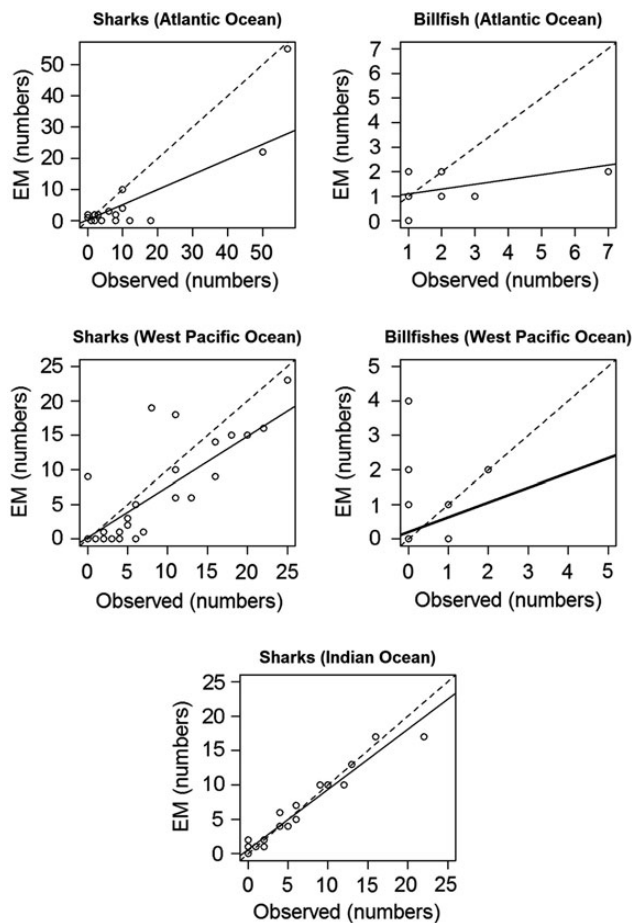 Sharks (Atlantic Ocean)
EM (numbers)
50
40
30
20
10
0
0 10 20 30 40 50
Observed (numbers)
Billfish (Atlantic Ocean)
EM (numbers)
7
6
5
4
3
2
1
0
1 2 3 4 5 6 7
Observed (numbers)
Sharks (West Pacific Ocean)
EM (numbers)
25
20
15
10
5
0
0 5 10 15 20 25
Observed (numbers)
Billfishes (West Pacific Ocean)
EM (numbers)
5
4
3
2
1
0
0 1 2 3 4 5
Observed (numbers)
Sharks (Indian Ocean)
EM (numbers)
25
20
15
10
5
0
0 5 10 15 20 25
Observed (numbers)